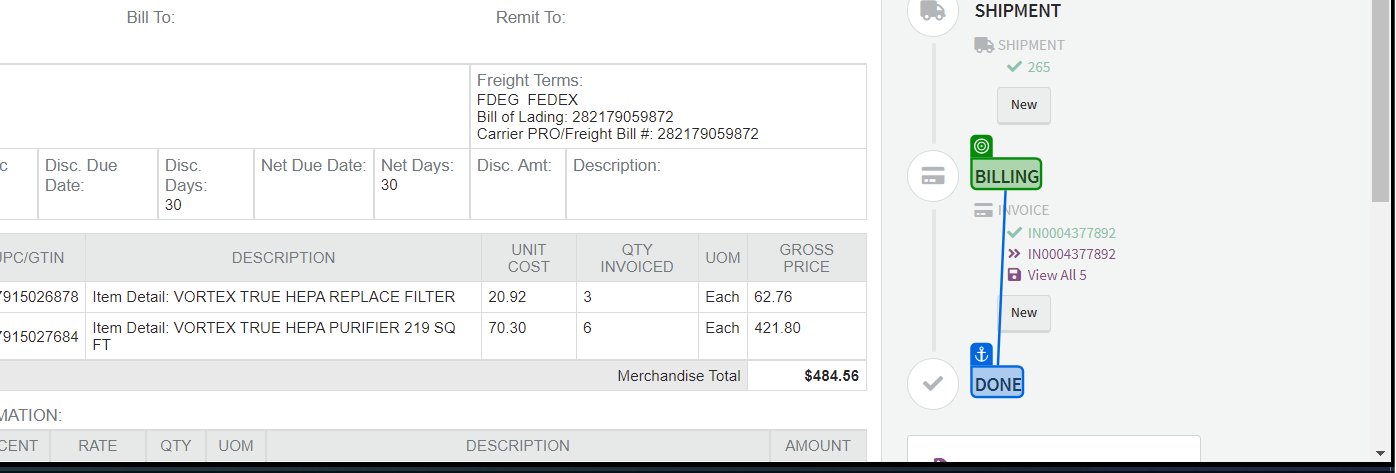 Bill To:
Remit To:
Freight Terms:
FDEG FEDEX
Bill of Lading: 282179059872
Carrier PRO/Freight Bill #: 282179059872
Disc. Due Date:
Disc. Days:
30
Net Due Date:
Net Days:
30
Disc. Amt:
Description:
UPC/GTIN DESCRIPTION UNIT COST QTY INVOICED UOM GROSS PRICE
7915026878 Item Detail: VORTEX TRUE HEPA REPLACE FILTER 20.92 3 Each 62.76
7915027684 Item Detail: VORTEX TRUE HEPA PURIFIER 219 SQ FT 70.30 6 Each 421.80
Merchandise Total $484.56
MATION:
CENT RATE QTY UOM DESCRIPTION AMOUNT
SHIPMENT
SHIPMENT
265
New
BILLING
INVOICE
IN0004377892
IN0004377892
View All 5
New
DONE